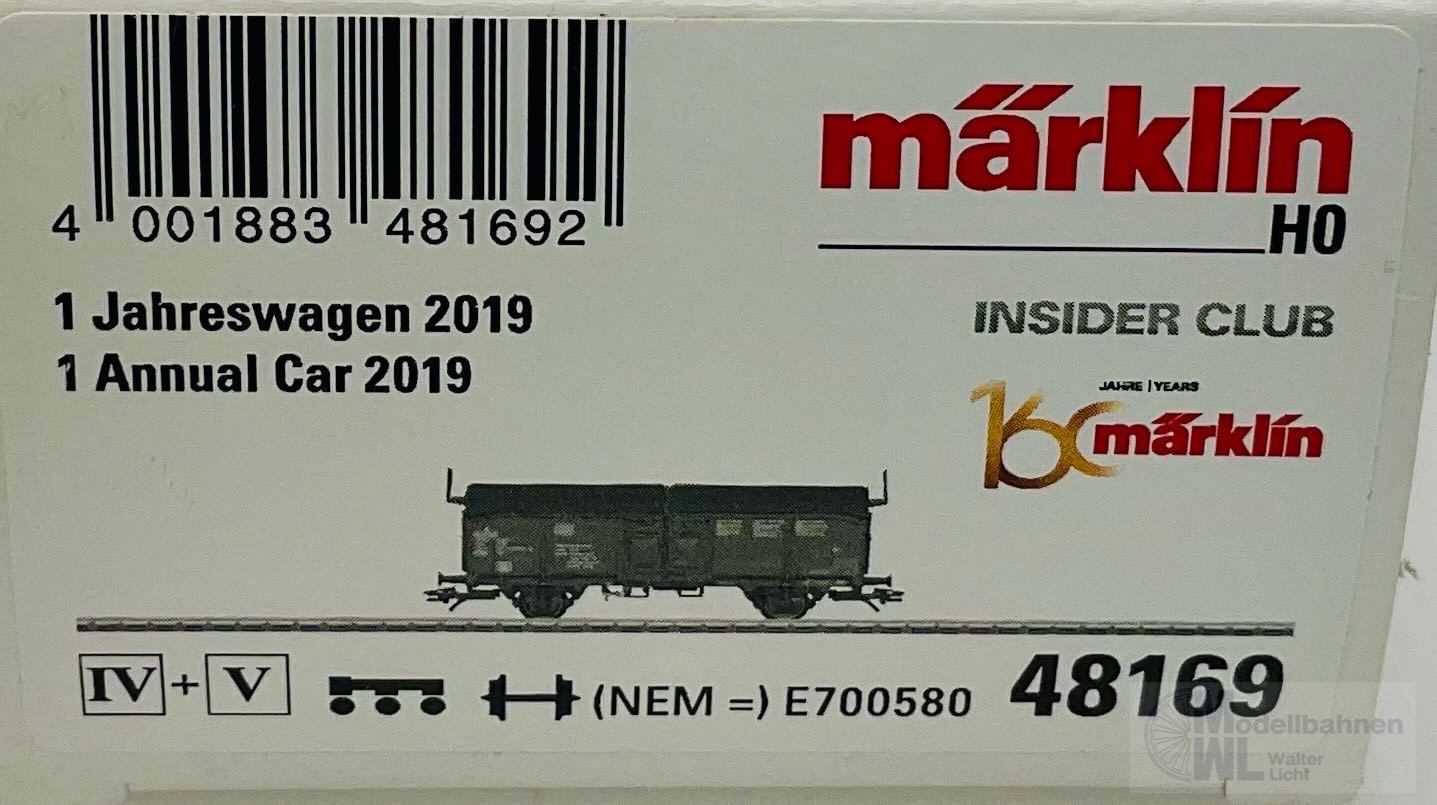 4 001883 481692
märklin
H0
1 Jahreswagen 2019
1 Annual Car 2019
INSIDER CLUB
JAHRE | YEARS
160 märklin
IV + V (NEM =) E700580 48169
Modellbahnen
WL Walter
Licht